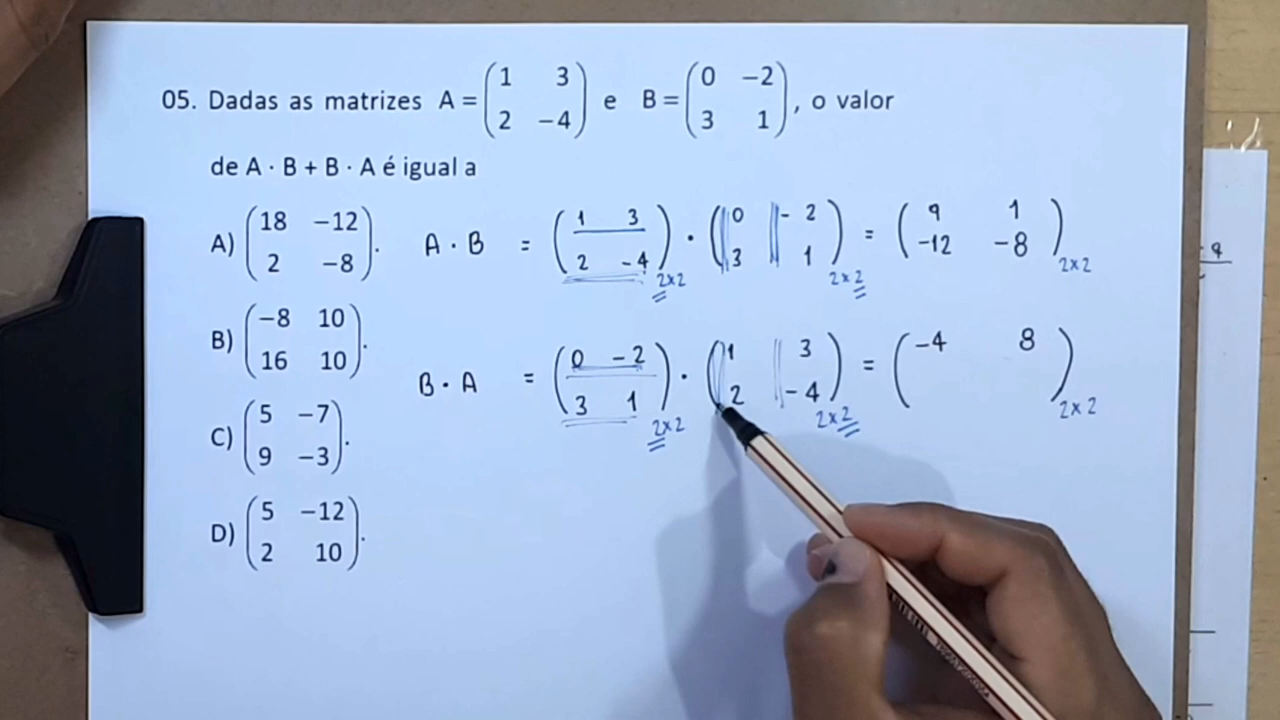 05. Dadas as matrizes A = (1 3 2 -4) e B = (0 -2 3 1), o valor
de A · B + B · A é igual a
A) (18 -12 2 -8).
B) (-8 10 16 10).
C) (5 -7 9 -3).
D) (5 -12 2 10).
A · B = (1 3 2 -4) 2x2 · (0 -2 3 1) 2x2 = (9 1 -12 -8) 2x2
B · A = (0 -2 3 1) 2x2 · (1 3 2 -4) 2x2 = (-4 8) 2x2